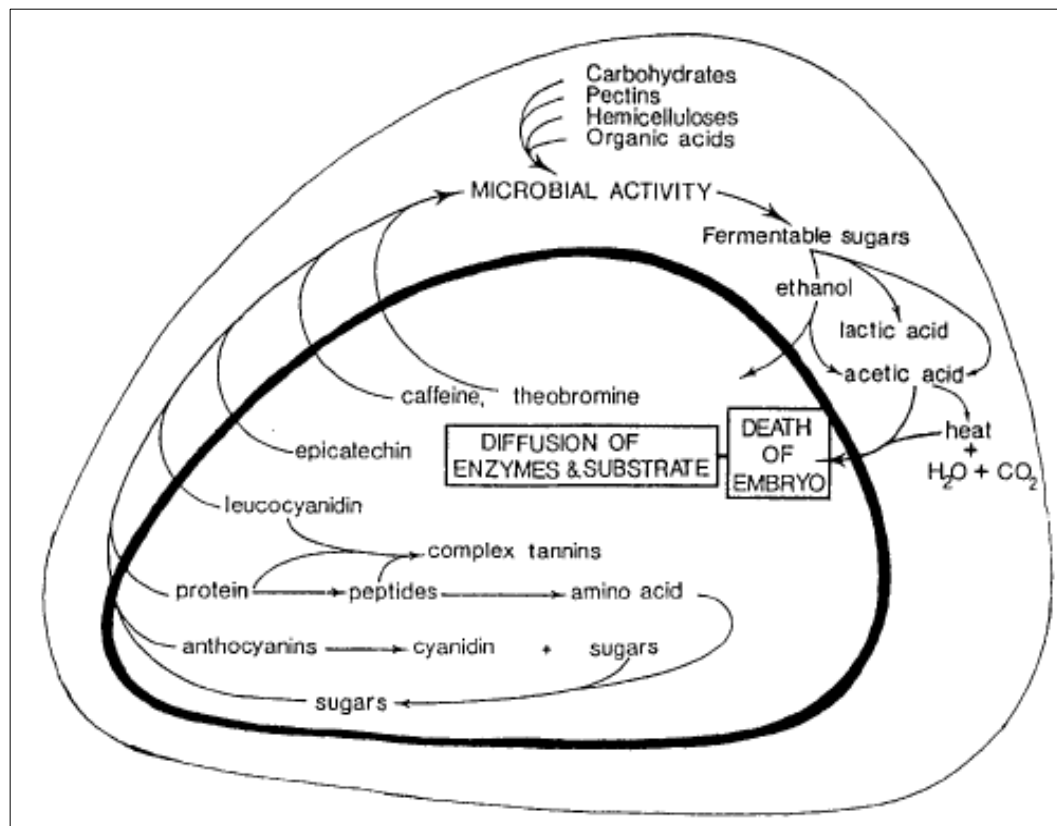 Carbohydrates
Pectins
Hemicelluloses
Organic acids
MICROBIAL ACTIVITY
Fermentable sugars
ethanol
lactic acid
acetic acid
caffeine, theobromine
heat
+
H₂O + CO₂
epicatechin
DIFFUSION OF
ENZYMES & SUBSTRATE
DEATH
OF
EMBRYO
leucocyanidin
complex tannins
protein peptides amino acid
anthocyanins cyanidin + sugars
sugars